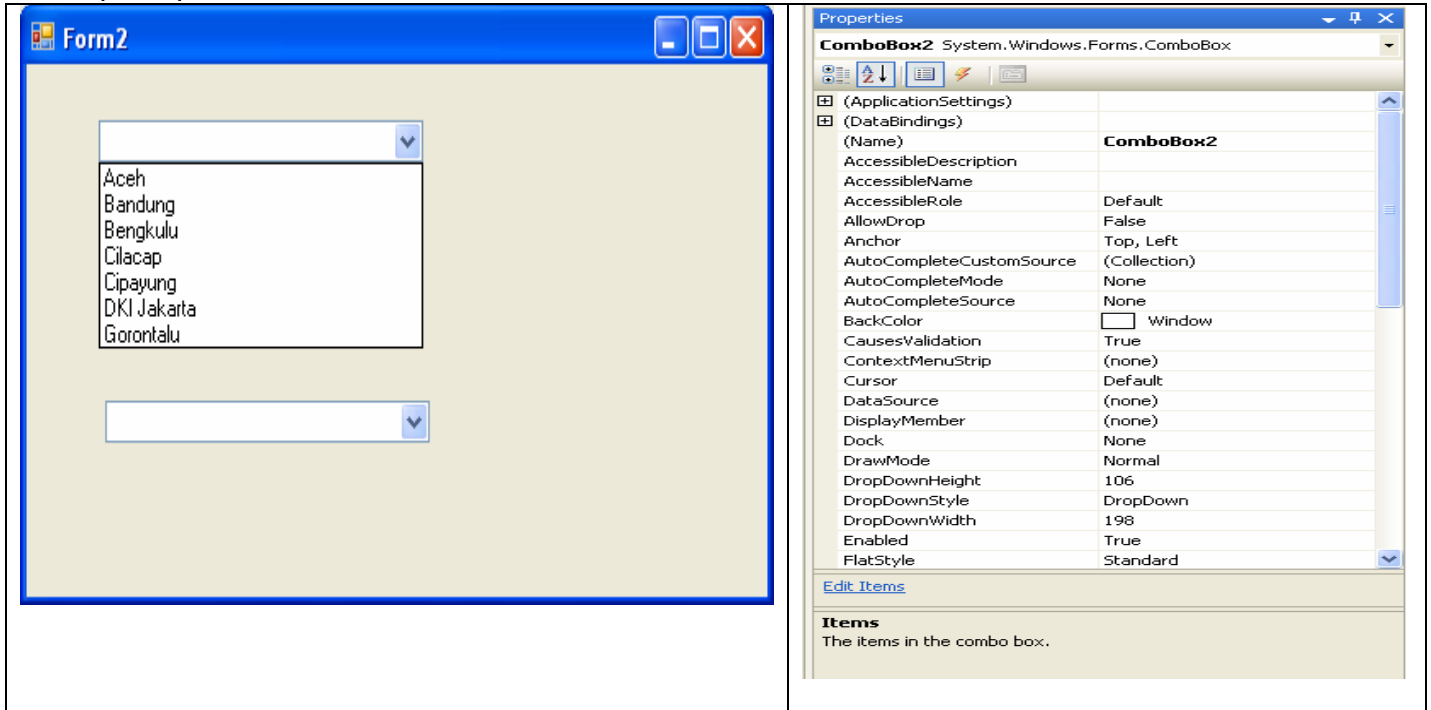 Form2
Aceh
Bandung
Bengkulu
Cilacap
Cipayung
DKI Jakarta
Gorontalu
Properties
ComboBox2 System.Windows.Forms.ComboBox
(ApplicationSettings)
(DataBindings)
(Name) ComboBox2
AccessibleDescription
AccessibleName
AccessibleRole Default
AllowDrop False
Anchor Top, Left
AutoCompleteCustomSource (Collection)
AutoCompleteMode None
AutoCompleteSource None
BackColor Window
CausesValidation True
ContextMenuStrip (none)
Cursor Default
DataSource (none)
DisplayMember (none)
Dock None
DrawMode Normal
DropDownHeight 106
DropDownStyle DropDown
DropDownWidth 198
Enabled True
FlatStyle Standard
Edit Items
Items
The items in the combo box.